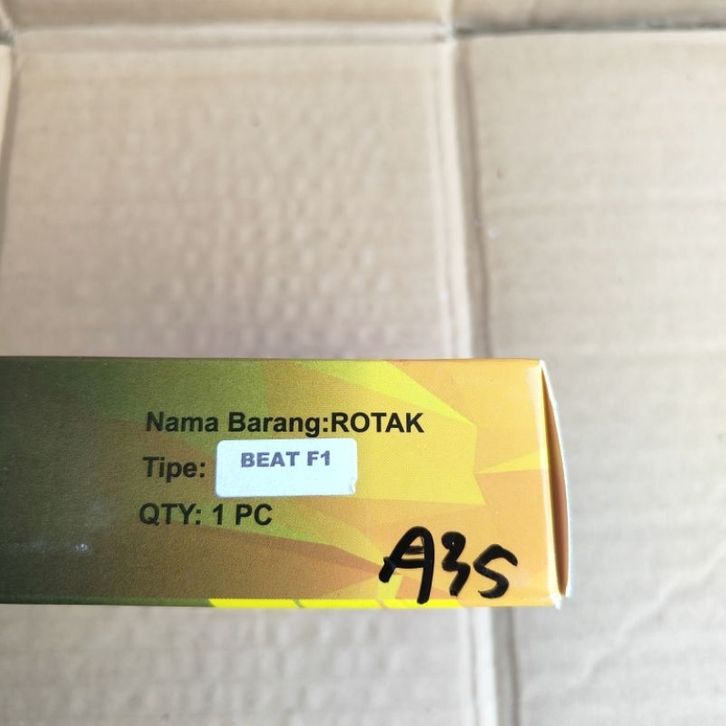 Nama Barang:ROTAK
Tipe: BEAT F1
QTY: 1 PC
A35